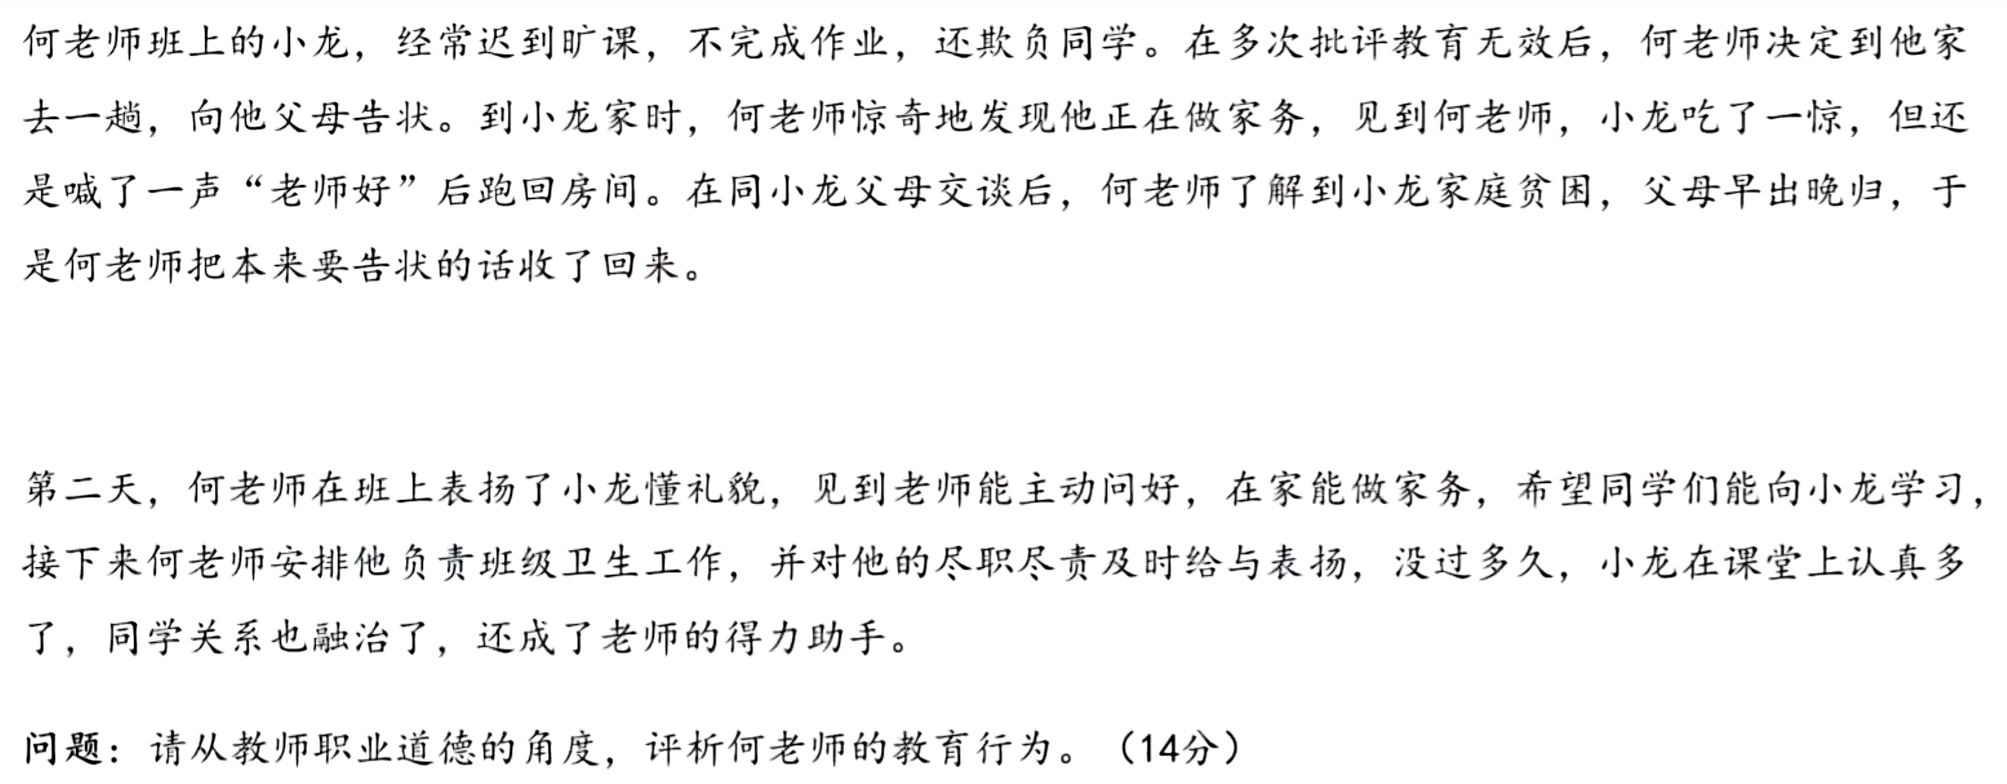 何老师班上的小龙，经常迟到旷课，不完成作业，还欺负同学。在多次批评教育无效后，何老师决定到他家
去一趟，向他父母告状。到小龙家时，何老师惊奇地发现他正在做家务，见到何老师，小龙吃了一惊，但还
是喊了一声“老师好”后跑回房间。在同小龙父母交谈后，何老师了解到小龙家庭贫困，父母早出晚归，于
是何老师把本来要告状的话收了回来。
第二天，何老师在班上表扬了小龙懂礼貌，见到老师能主动问好，在家能做家务，希望同学们能向小龙学习，
接下来何老师安排他负责班级卫生工作，并对他的尽职尽责及时给与表扬，没过多久，小龙在课堂上认真多
了，同学关系也融治了，还成了老师的得力助手。
问题：请从教师职业道德的角度，评析何老师的教育行为。（14分）